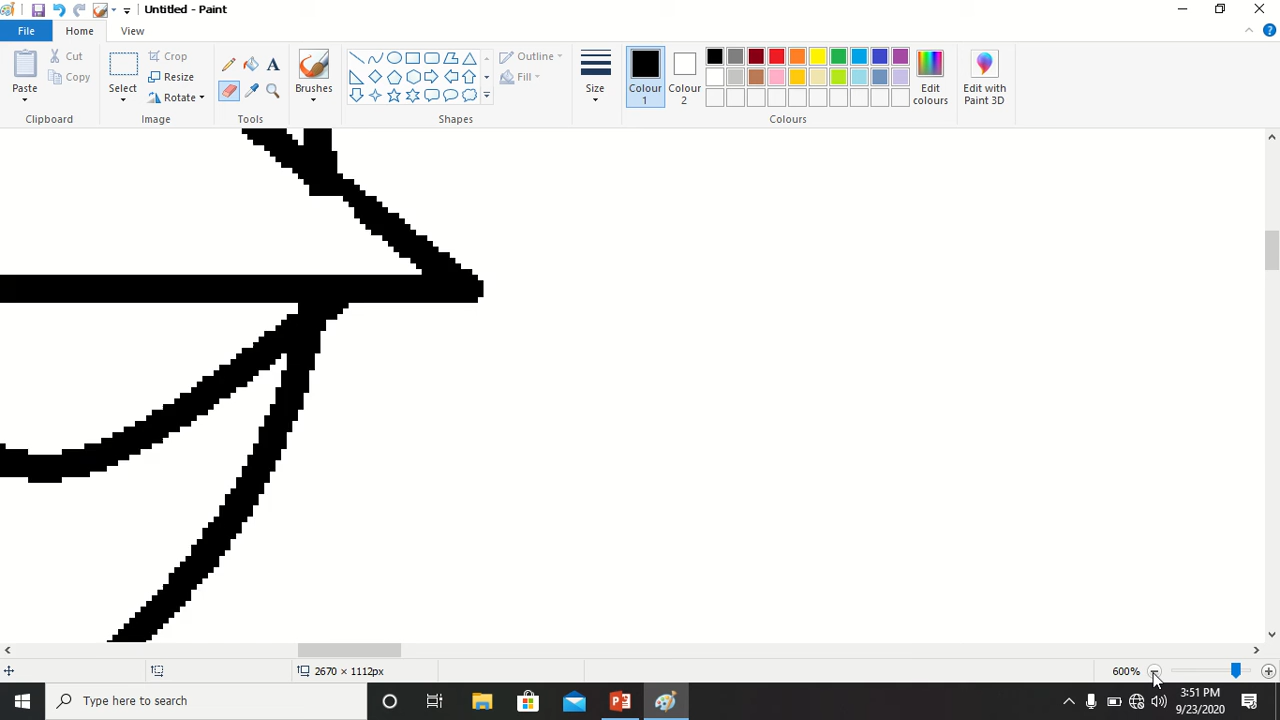 Untitled - Paint
File Home View
Paste
Cut
Copy
Clipboard
Select
Crop
Resize
Rotate
Image
Tools
Brushes
Shapes
Outline
Fill
Size
Colour 1
Colour 2
Edit colours
Colours
Edit with Paint 3D
2670 × 1112px
600%
Type here to search
3:51 PM
9/23/2020